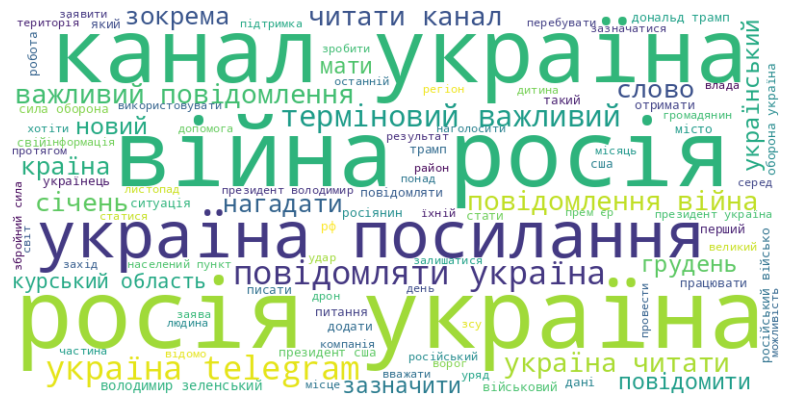 заявити
територія
який
зокрема
читати канал
підтримка
перебувати
дональд трамп
зазначатися
канал україна
робота
зробити
мати
останній
український
оборона україна
важливий повідомлення
регіон
дитина
слово
влада
сила оборона
використовувати
терміновий важливий
такий
отримати
громадянин
хотіти
новий
допомога
наголосити
місто
свій
інформація
війна росія
результат
трамп
протягом
країна
місяць
сша
район
понад
українець
листопад
президент володимир
повідомляти
серед
збройний сила
січень
ситуація
нагадати
повідомлення війна
статися
росіянин
їхній
стати
прем єр
президент україна
україна посилання
рф
перший
світ
великий
захід
населений пункт
удар
залишатися
грудень
російський військо
можливість
курський область
повідомляти україна
працювати
писати
дрон
день
провести
росія україна
заява
людина
питання
додати
зсу
частина
відомо
президент сша
компанія
російський
ворог
україна читати
україна telegram
вважати
уряд
володимир зеленський
місце
зазначити
військовий
дані
повідомити